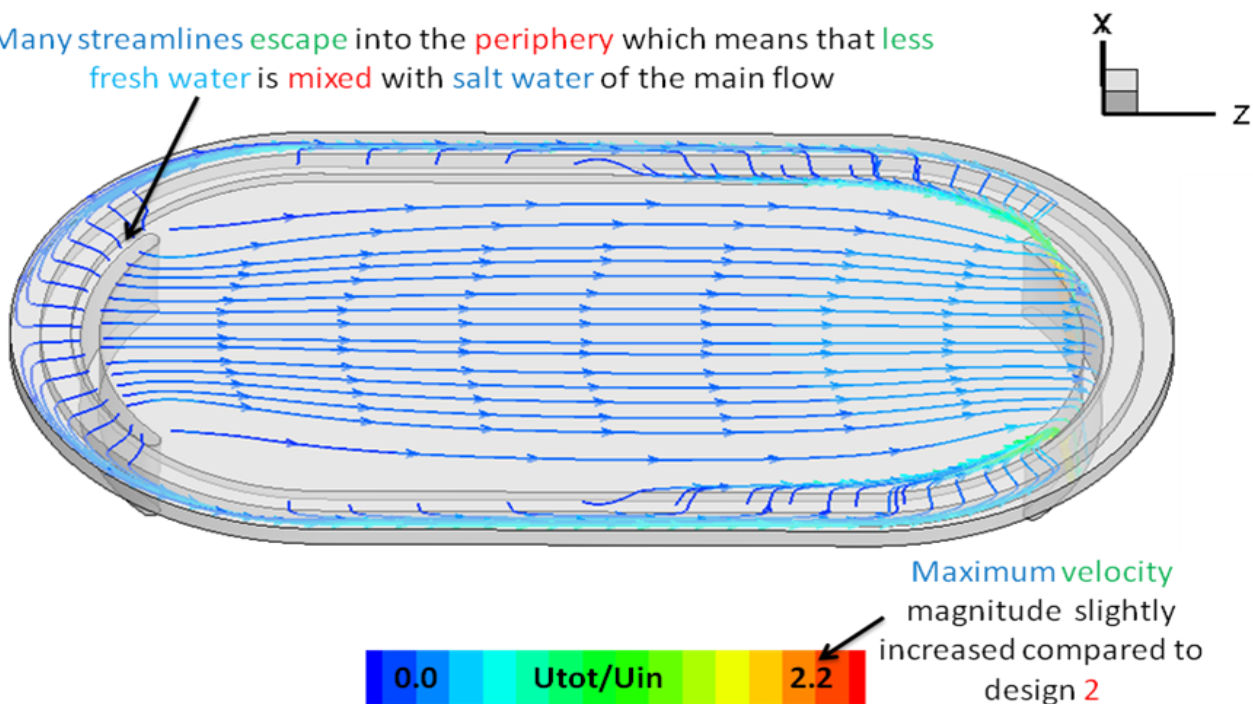 Many streamlines escape into the periphery which means that less
fresh water is mixed with salt water of the main flow
X
Z
Maximum velocity
magnitude slightly
increased compared to
design 2
0.0 Utot/Uin 2.2